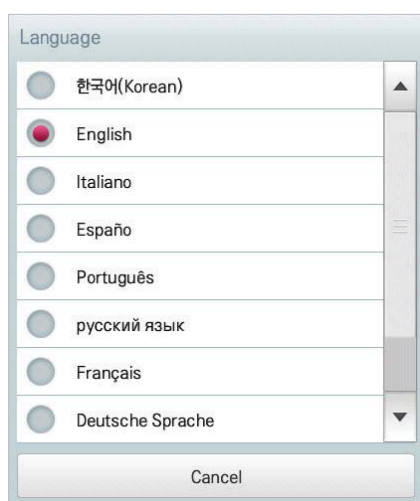 Language
한국어(Korean)
English
Italiano
Españo
Português
русский язык
Français
Deutsche Sprache
Cancel